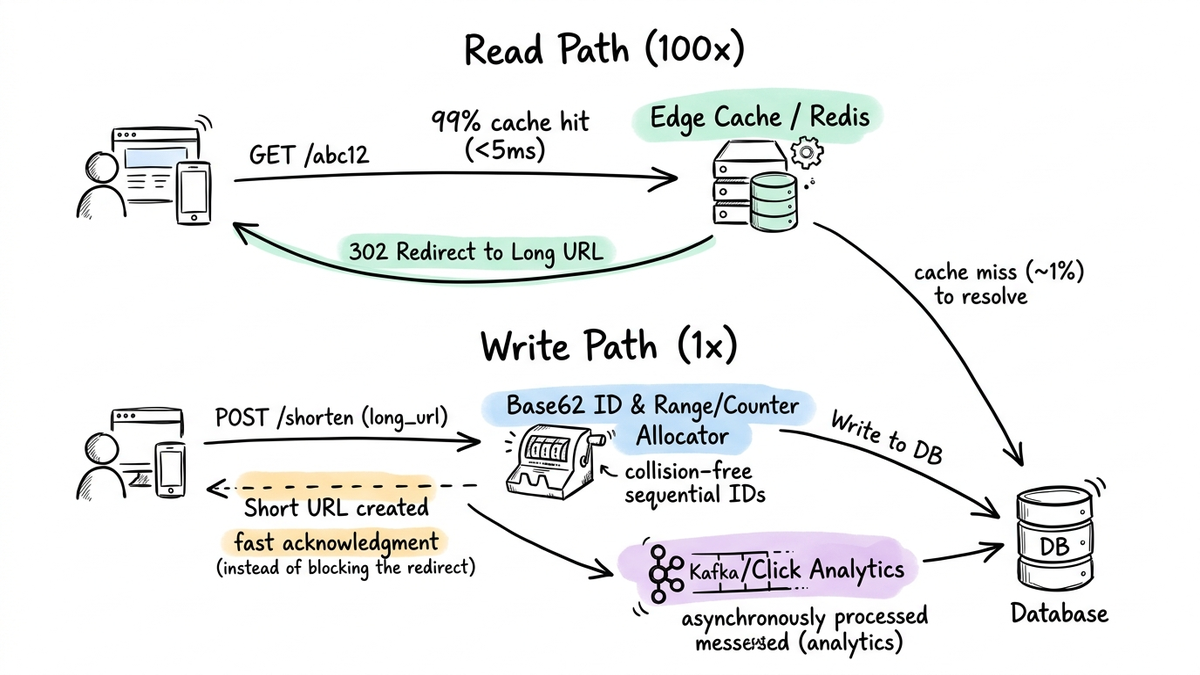 Read Path (100x)
GET /abc12
99% cache hit
(<5ms)
Edge Cache / Redis
302 Redirect to Long URL
cache miss (~1%)
to resolve
Write Path (1x)
POST /shorten (long_url)
Base62 ID & Range/Counter
Allocator
collision-free
sequential IDs
Write to DB
Short URL created
fast acknowledgment
(instead of blocking the redirect)
Kafka/Click Analytics
asynchronously processed
(analytics)
DB
Database